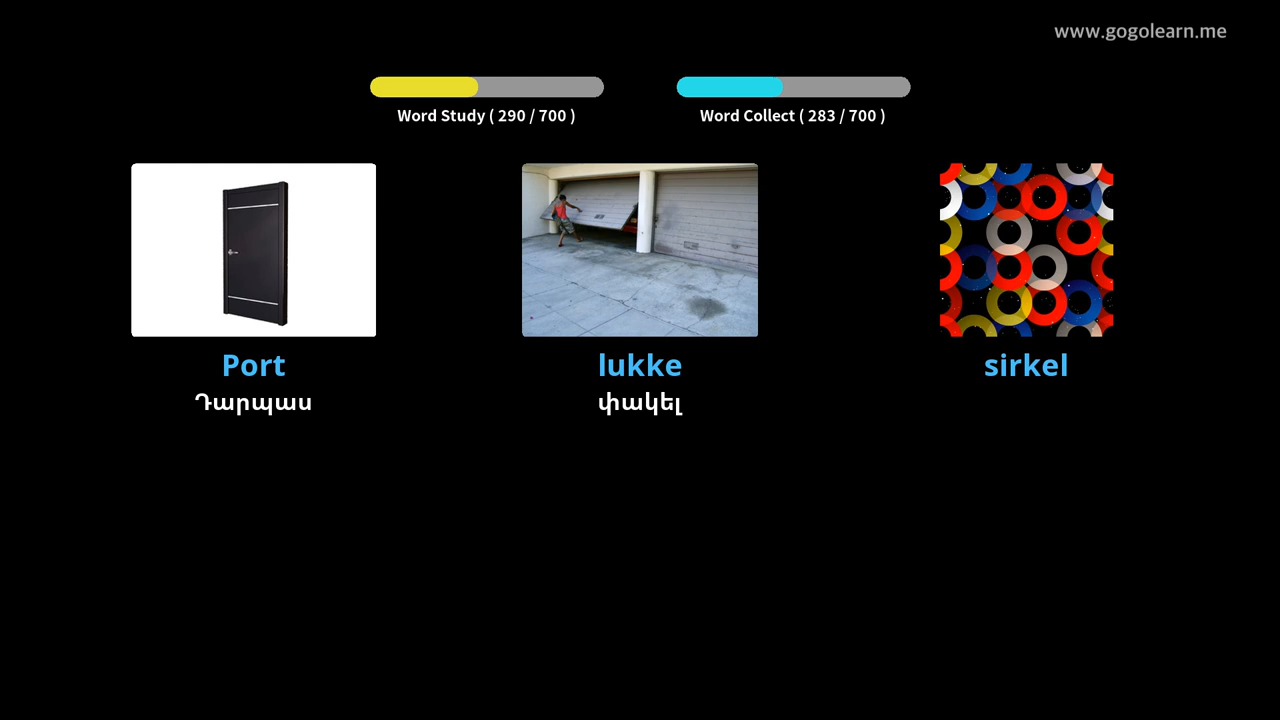 www.gogolearn.me
Word Study ( 290 / 700 )
Word Collect ( 283 / 700 )
Port
Դարպաս
lukke
փակել
sirkel